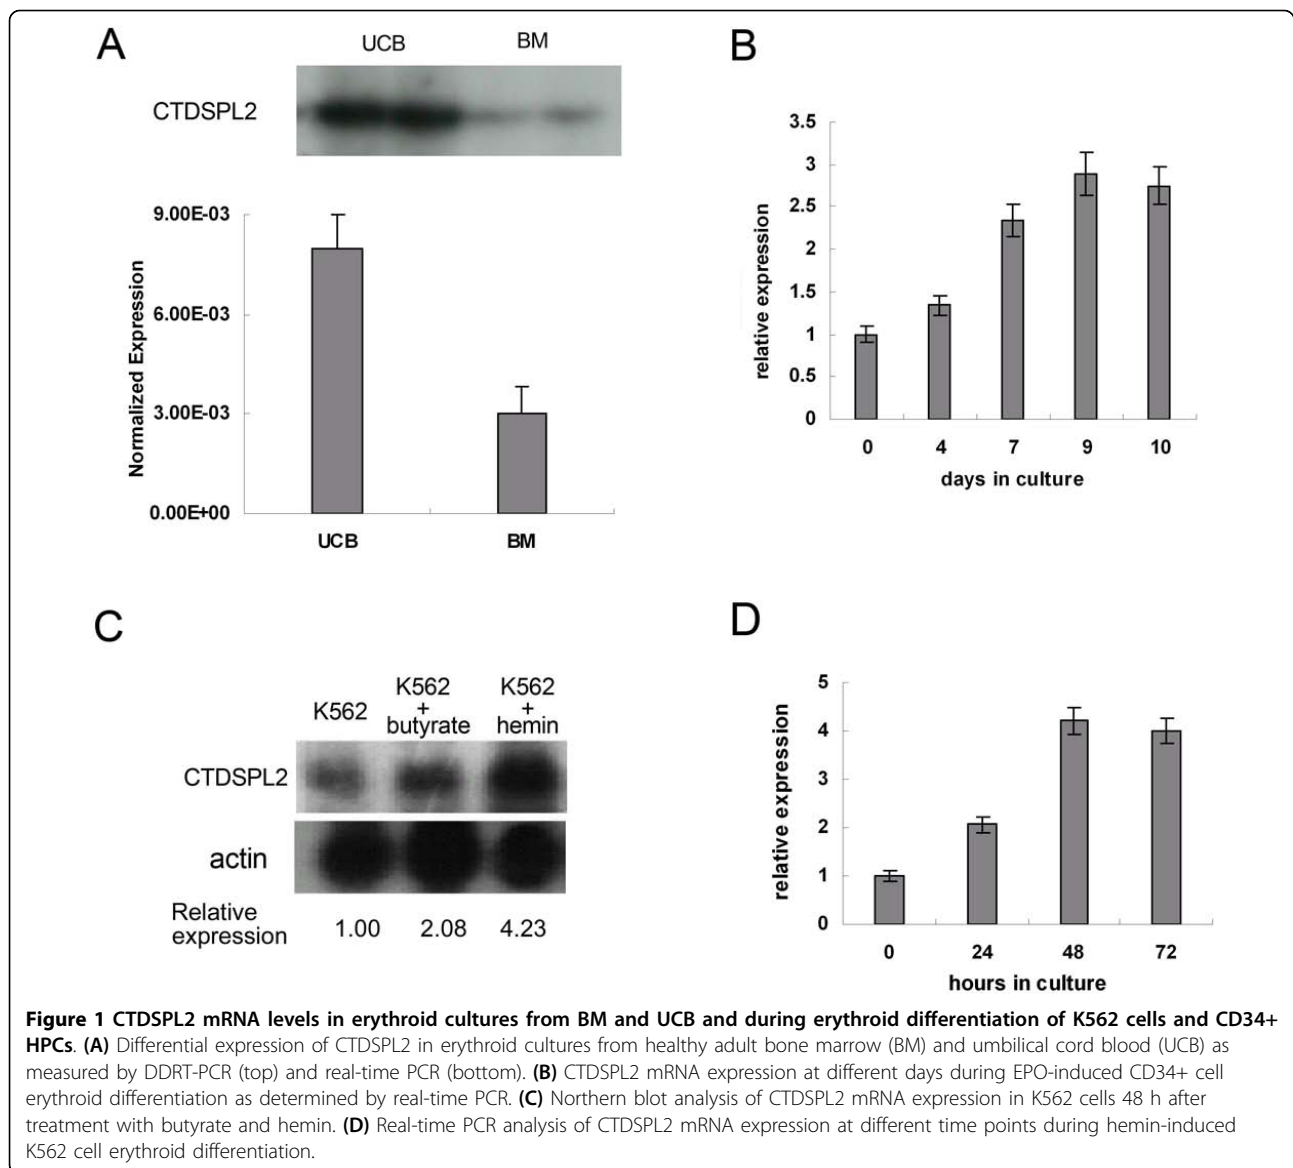 A
UCB BM
CTDSPL2
9.00E-03
6.00E-03
3.00E-03
0.00E+00
Normalized Expression
UCB BM
B
3.5
3
2.5
2
1.5
1
0.5
0
relative expression
0 4 7 9 10
days in culture
C
K562
K562
+
butyrate
K562
+
hemin
CTDSPL2
actin
Relative
expression
1.00 2.08 4.23
D
5
4
3
2
1
0
relative expression
0 24 48 72
hours in culture
Figure 1 CTDSPL2 mRNA levels in erythroid cultures from BM and UCB and during erythroid differentiation of K562 cells and CD34+
HPCs. (A) Differential expression of CTDSPL2 in erythroid cultures from healthy adult bone marrow (BM) and umbilical cord blood (UCB) as
measured by DDRT-PCR (top) and real-time PCR (bottom). (B) CTDSPL2 mRNA expression at different days during EPO-induced CD34+ cell
erythroid differentiation as determined by real-time PCR. (C) Northern blot analysis of CTDSPL2 mRNA expression in K562 cells 48 h after
treatment with butyrate and hemin. (D) Real-time PCR analysis of CTDSPL2 mRNA expression at different time points during hemin-induced
K562 cell erythroid differentiation.